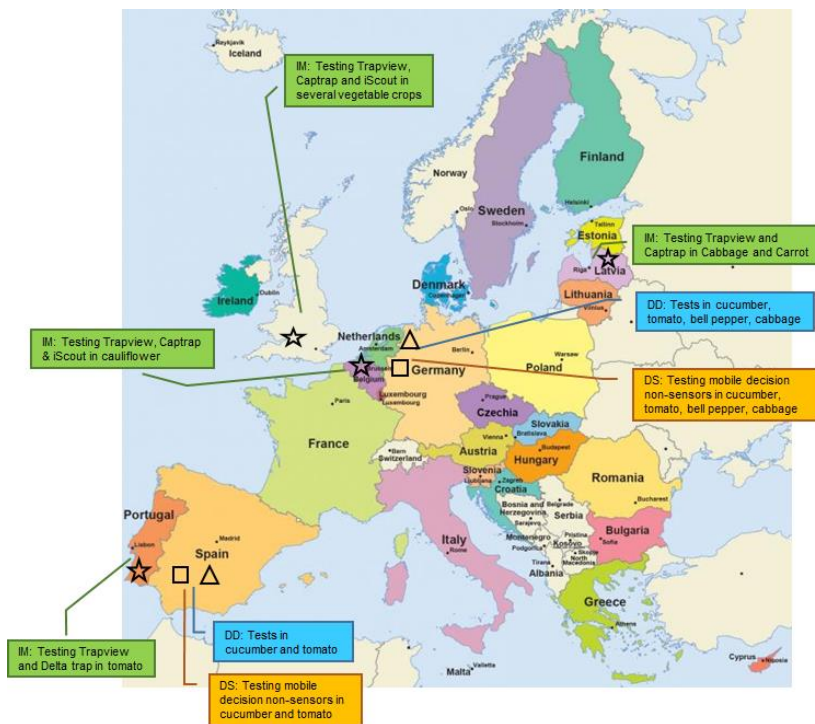 Reykjavik
Iceland
IM: Testing Trapview,
Captrap and iScout in
several vegetable crops
Norway
Finland
Oslo
Sweden
Helsinki
Stockholm
Tallinn
Estonia
IM: Testing Trapview and
Captrap in Cabbage and Carrot
Riga
Latvia
Ireland
Dublin
Denmark
Copenhagen
Lithuania
Vilnius
DD: Tests in cucumber,
tomato, bell pepper, cabbage
IM: Testing Trapview, Captrap
& iScout in cauliflower
Netherlands
Amsterdam
Berlin
Warsaw
Poland
Germany
Brussels
Belgium
DS: Testing mobile decision
non-sensors in cucumber,
tomato, bell pepper, cabbage
Luxembourg
Luxembourg
Paris
Prague
Czechia
Slovakia
Bratislava
Vienna
Austria
Budapest
Hungary
France
Bern
Switzerland
Slovenia
Ljubljana
Zagreb
Croatia
Romania
Bucharest
Bosnia and
Herzegovina
Belgrade
Serbia
Sarajevo
Portugal
Lisbon
Madrid
Spain
Italy
Rome
Montenegro
Podgorica
Pristina
Kosovo
Skopje
North
Macedonia
Sofia
Bulgaria
Tirana
Albania
Greece
Athens
IM: Testing Trapview
and Delta trap in tomato
DD: Tests in
cucumber and tomato
DS: Testing mobile
decision non-sensors in
cucumber and tomato
Malta
Valletta
Cyprus
Nicosia